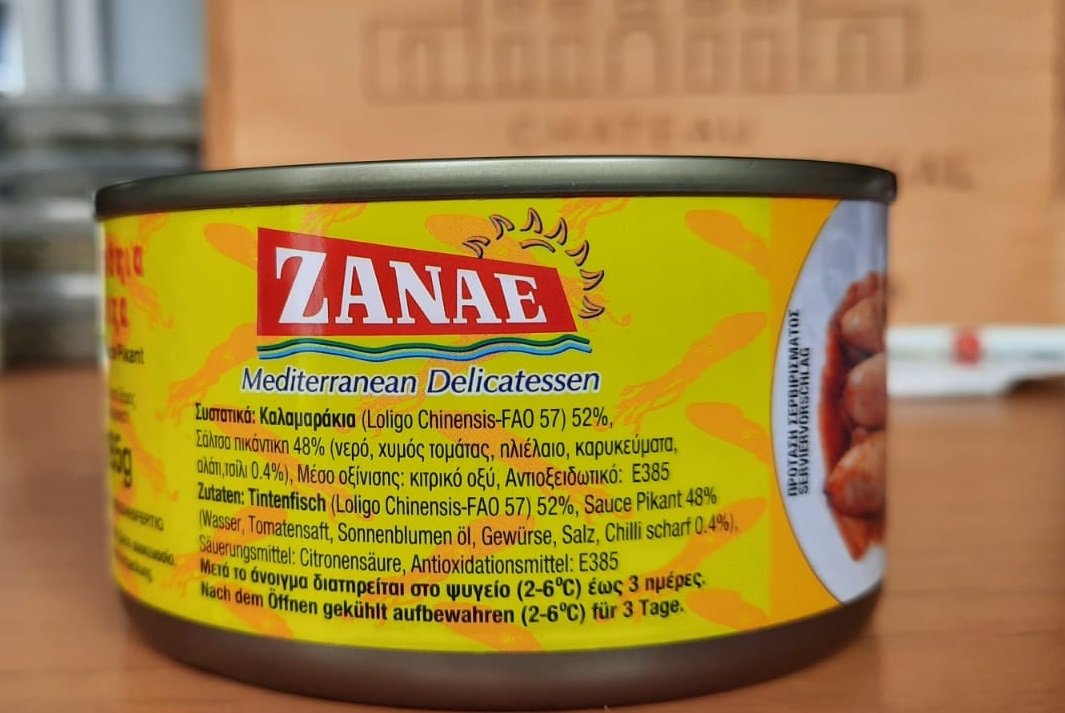 CHATEAU
ZANAE
Mediterranean Delicatessen
Συστατικά: Καλαμαράκια (Loligo Chinensis-FAO 57) 52%,
Σάλτσα πικάντικη 48% (νερό, χυμός τομάτας, ηλιέλαιο, καρυκεύματα,
αλάτι,τσίλι 0.4%), Μέσο οξίνισης: κιτρικό οξύ, Αντιοξειδωτικό: E385
Zutaten: Tintenfisch (Loligo Chinensis-FAO 57) 52%, Sauce Pikant 48%
(Wasser, Tomatensaft, Sonnenblumen öl, Gewürse, Salz, Chilli scharf 0.4%),
Säuerungsmittel: Citronensäure, Antioxidationsmittel: E385
Μετά το άνοιγμα διατηρείται στο ψυγείο (2-6°C) έως 3 ημέρες.
Nach dem Öffnen gekühlt aufbewahren (2-6°C) für 3 Tage.
ΠΡΟΤΑΣΗ ΣΕΡΒΙΡΙΣΜΑΤΟΣ
SERVIERVORSCHLAG
Pikant